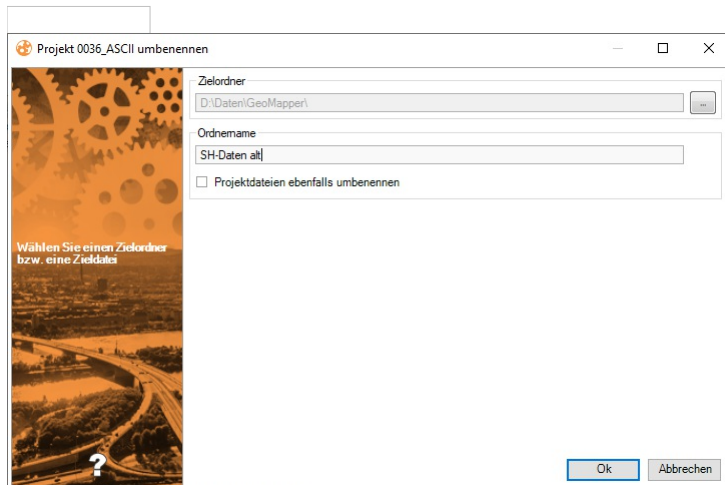 Projekt 0036_ASCII umbenennen
Zielordner
D:\Daten\GeoMapper\
...
Ordnername
SH-Daten alt
Projektdateien ebenfalls umbenennen
Wählen Sie einen Zielordner
bzw. eine Zieldatei
?
Ok
Abbrechen